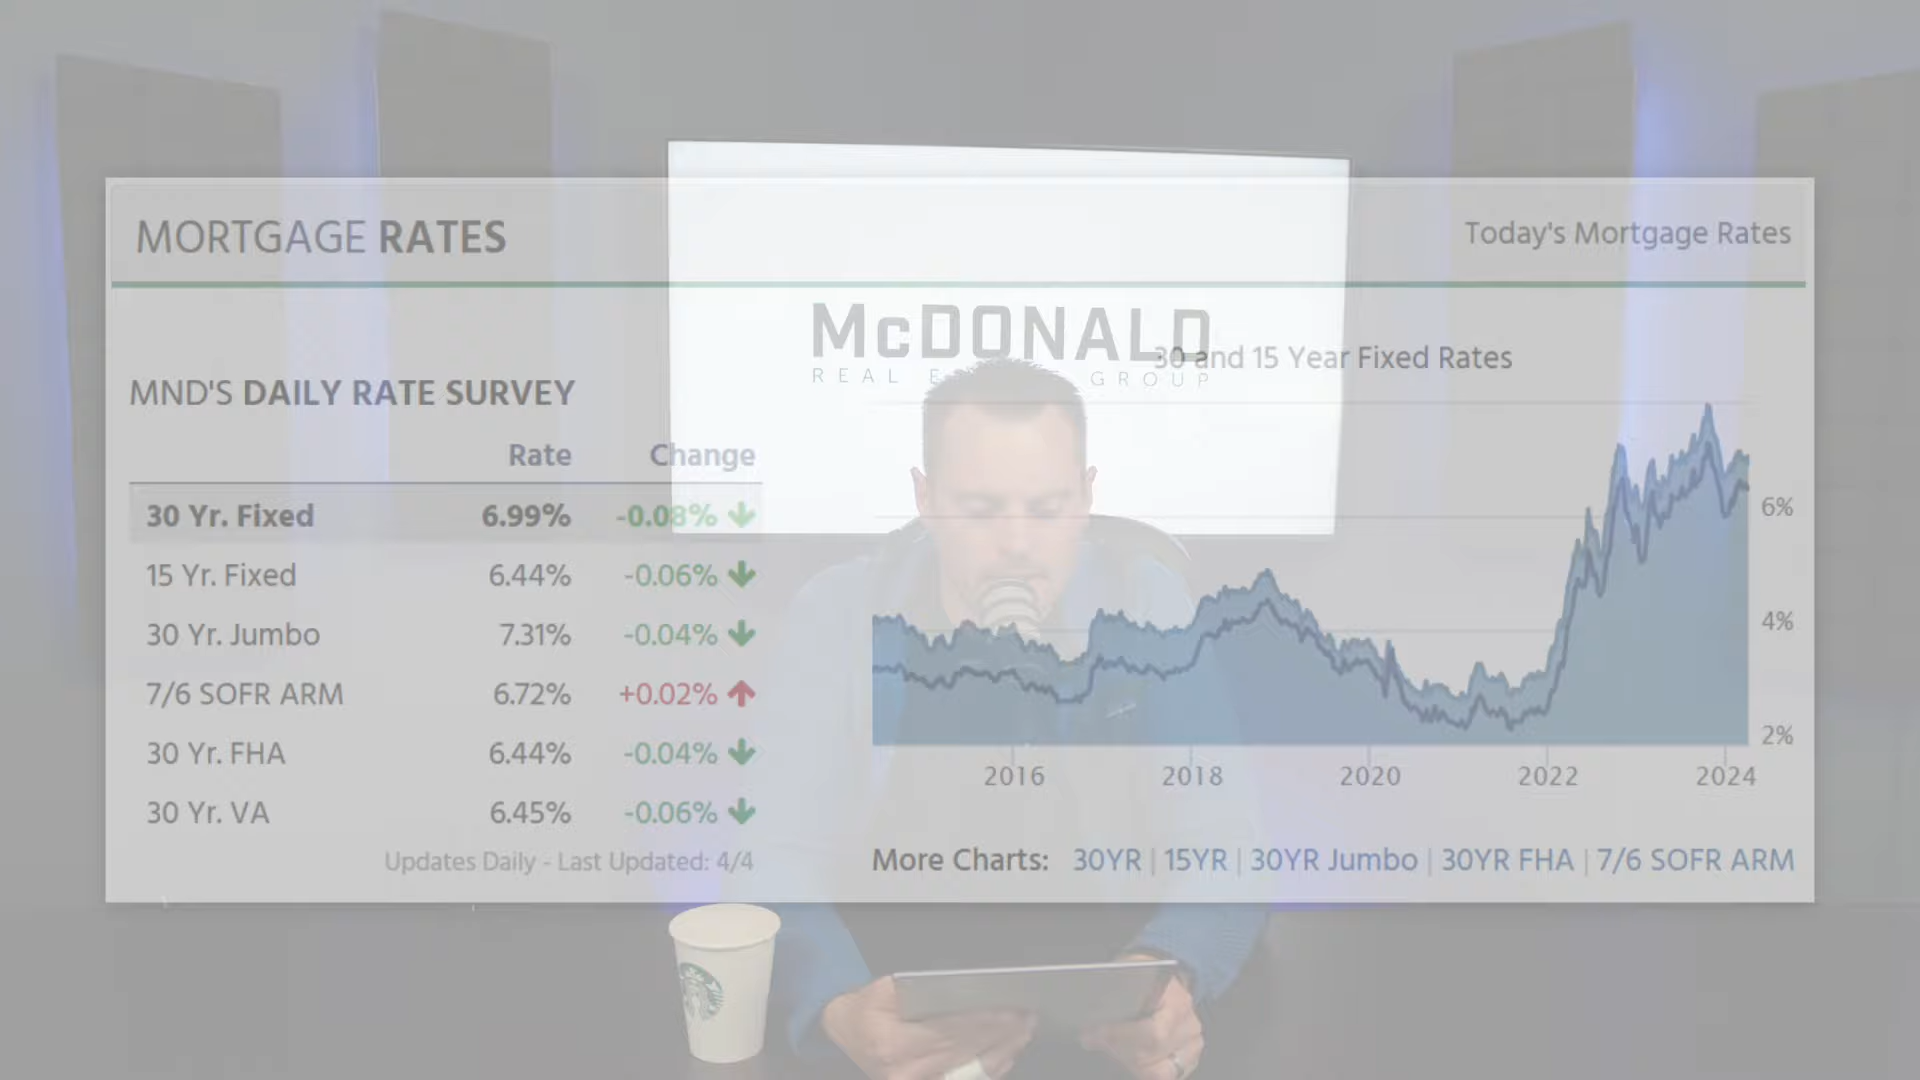 MORTGAGE RATES
Today's Mortgage Rates
McDONALD
REAL ESTATE GROUP
30 and 15 Year Fixed Rates
MND'S DAILY RATE SURVEY
Rate Change
30 Yr. Fixed 6.99% -0.08%
15 Yr. Fixed 6.44% -0.06%
30 Yr. Jumbo 7.31% -0.04%
7/6 SOFR ARM 6.72% +0.02%
30 Yr. FHA 6.44% -0.04%
30 Yr. VA 6.45% -0.06%
Updates Daily - Last Updated: 4/4
6%
4%
2%
2016 2018 2020 2022 2024
More Charts: 30YR | 15YR | 30YR Jumbo | 30YR FHA | 7/6 SOFR ARM